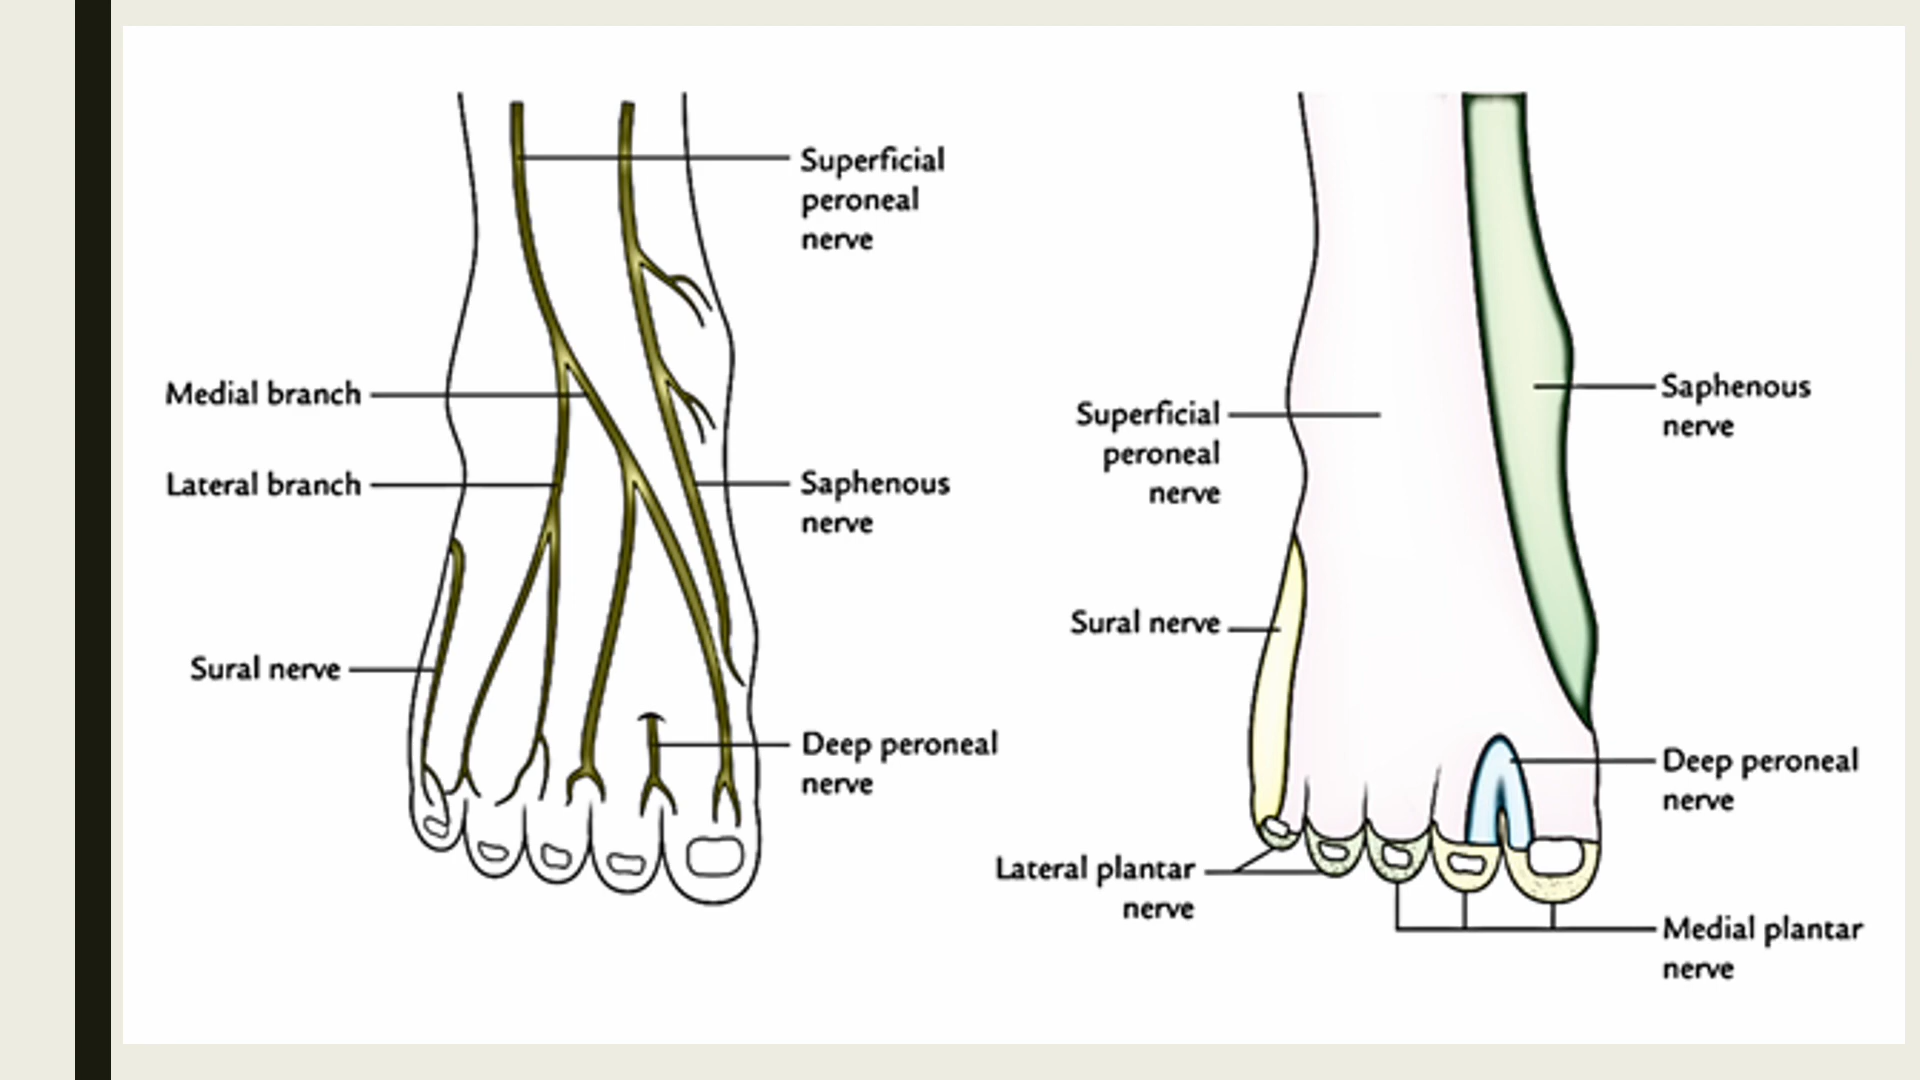 Superficial
peroneal
nerve
Medial branch
Lateral branch
Saphenous
nerve
Sural nerve
Deep peroneal
nerve
Saphenous
nerve
Superficial
peroneal
nerve
Sural nerve
Deep peroneal
nerve
Lateral plantar
nerve
Medial plantar
nerve